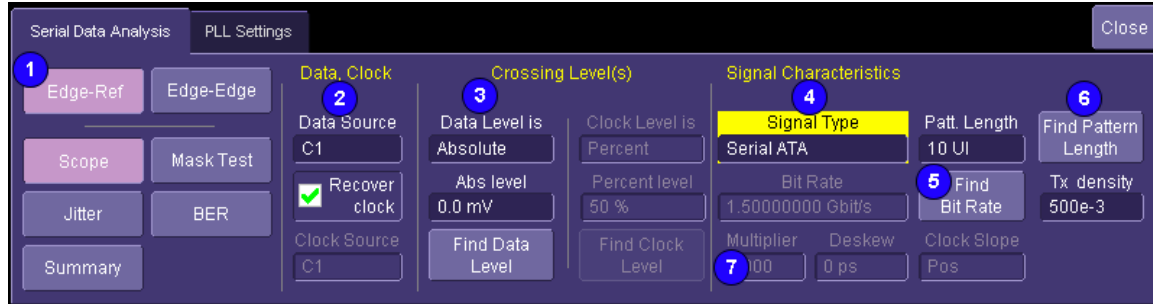 Serial Data Analysis
PLL Settings
Close
1
Edge-Ref
Edge-Edge
Scope
Mask Test
Jitter
BER
Summary
Data, Clock
2
Data Source
C1
Recover
clock
Clock Source
C1
Crossing Level(s)
3
Data Level is
Absolute
Abs level
0.0 mV
Find Data
Level
Clock Level is
Percent
Percent level
50 %
Find Clock
Level
Signal Characteristics
4
Signal Type
Serial ATA
Bit Rate
1.50000000 Gbit/s
Multiplier
7
Deskew
0 ps
Patt. Length
10 UI
5
Find
Bit Rate
Clock Slope
Pos
6
Find Pattern
Length
Tx density
500e-3